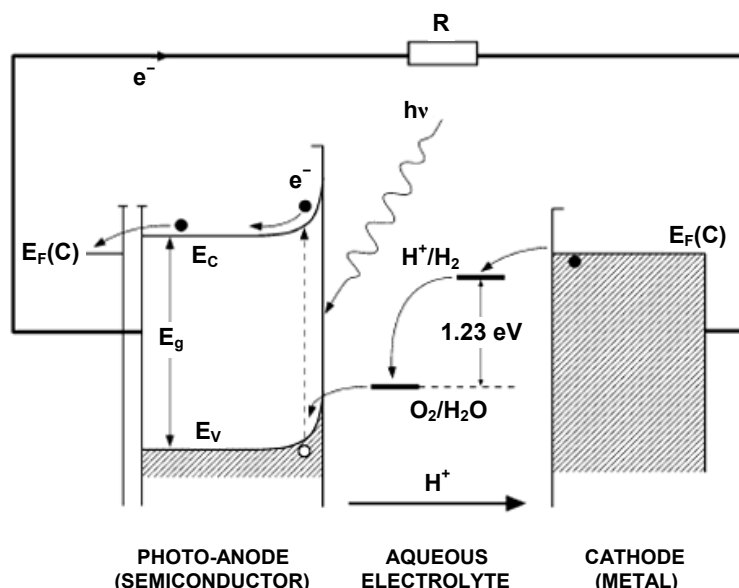 R
e⁻
hν
e⁻
E_F(C)
E_C
H⁺/H₂
E_F(C)
E_g
1.23 eV
O₂/H₂O
E_V
H⁺
PHOTO-ANODE
(SEMICONDUCTOR)
AQUEOUS
ELECTROLYTE
CATHODE
(METAL)